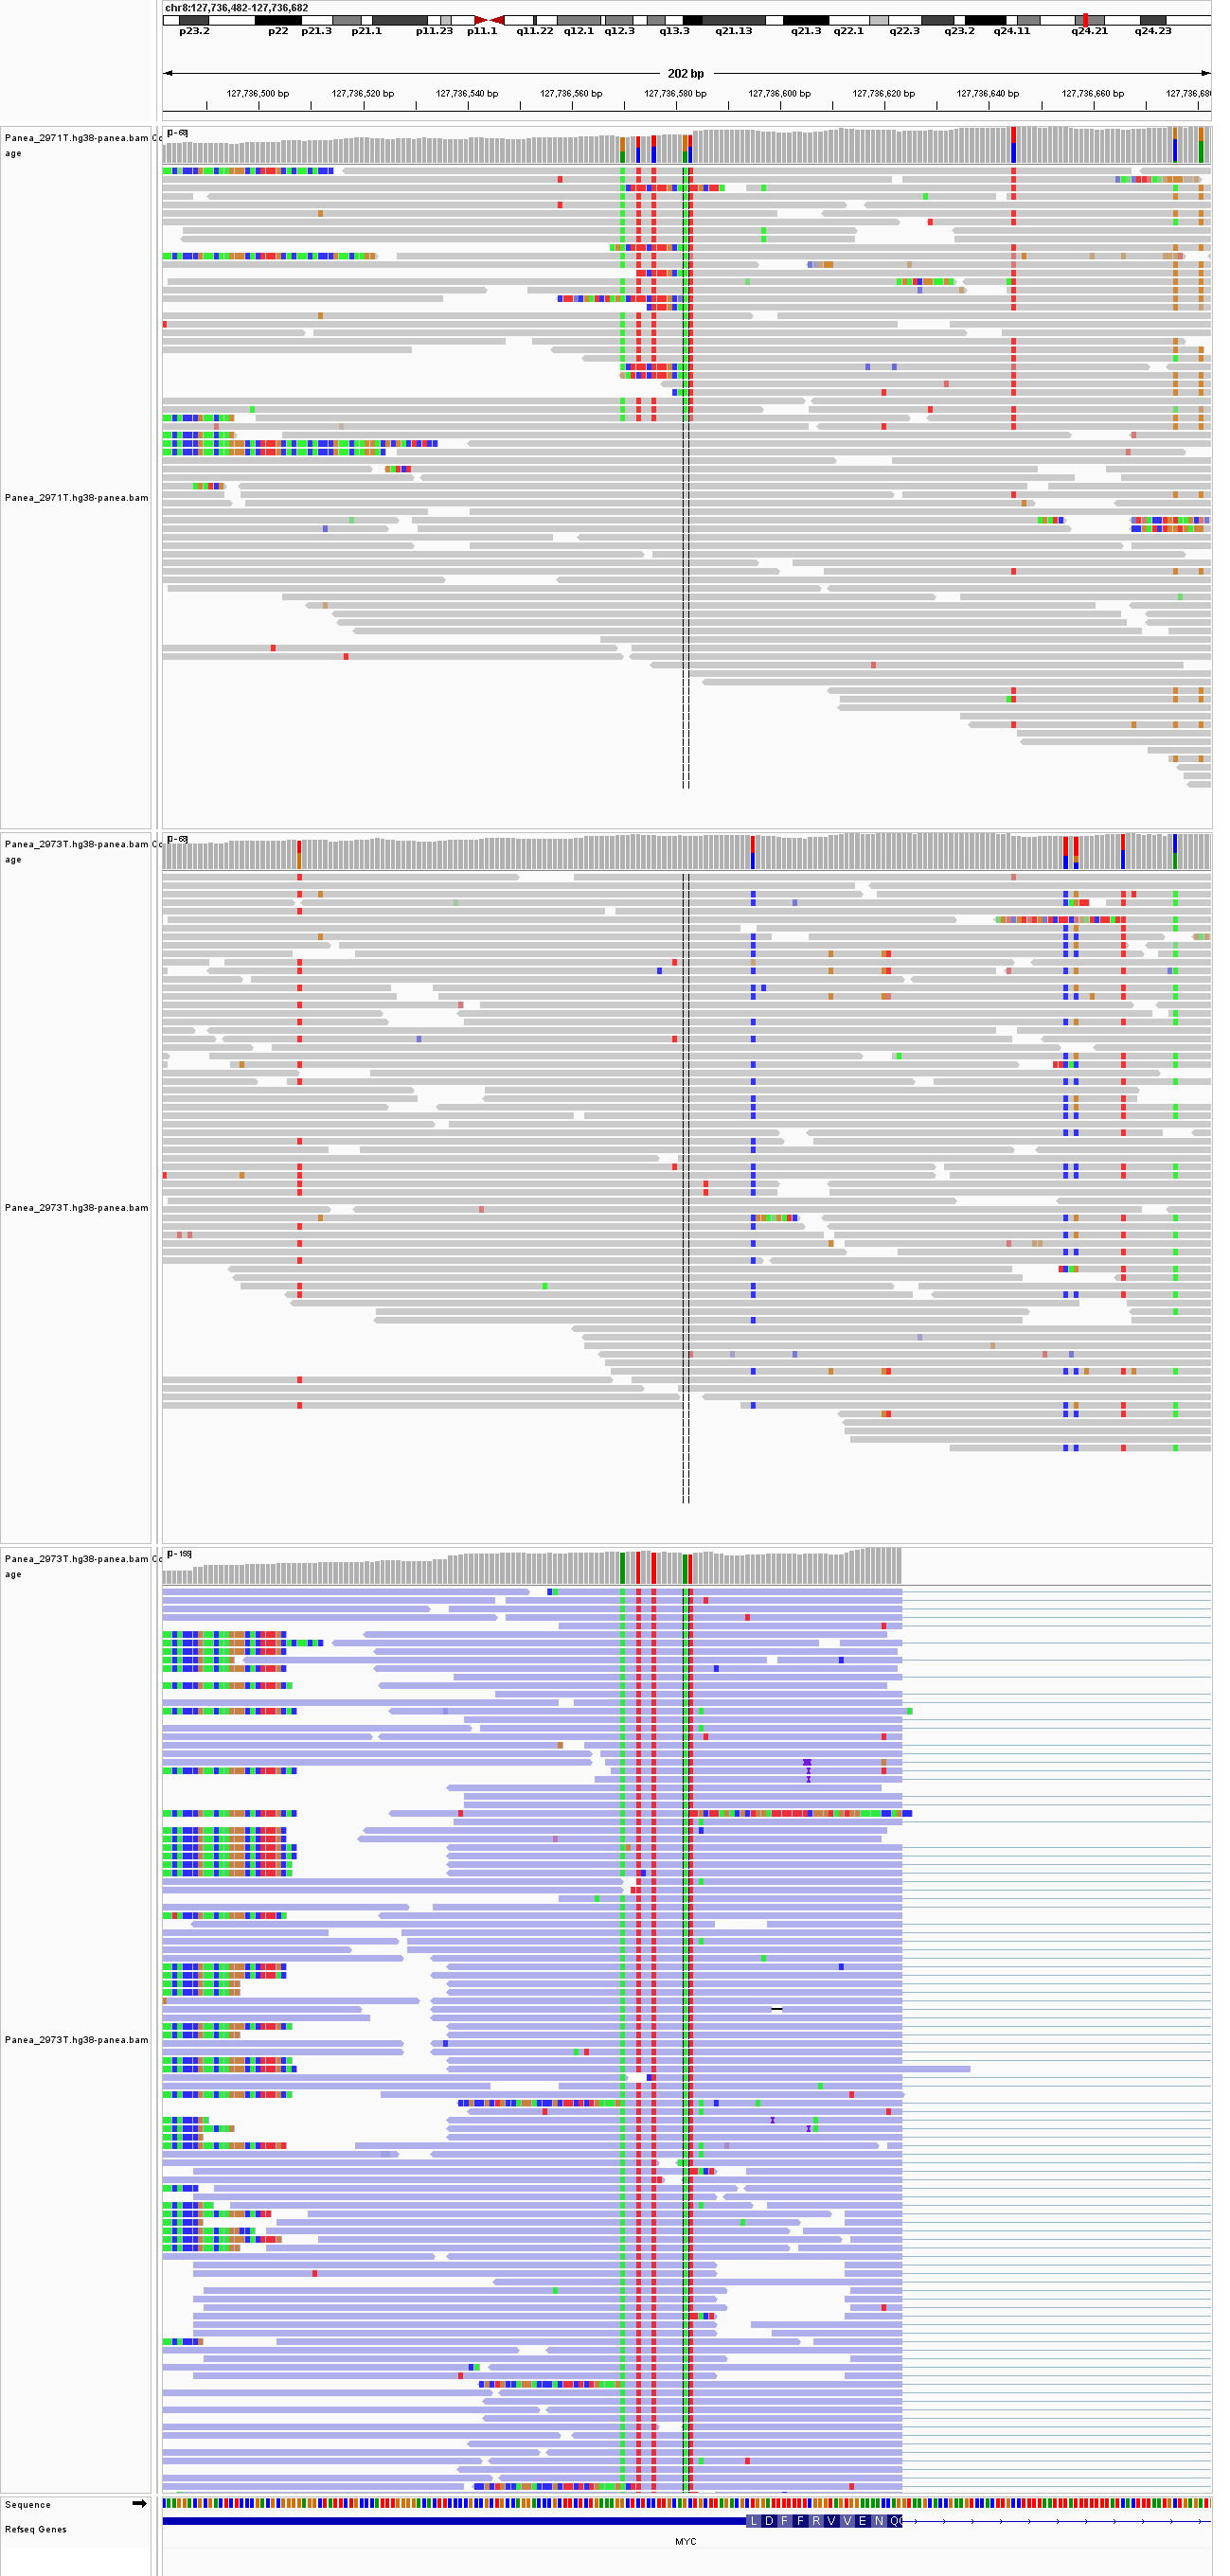 chr8:127,736,482-127,736,682
p23.2 p22 p21.3 p21.1 p11.23 p11.1 q11.22 q12.1 q12.3 q13.3 q21.13 q21.3 q22.1 q22.3 q23.2 q24.11 q24.21 q24.23
202 bp
127,736,500 bp 127,736,520 bp 127,736,540 bp 127,736,560 bp 127,736,580 bp 127,736,600 bp 127,736,620 bp 127,736,640 bp 127,736,660 bp 127,736,68
Panea_2971T.hg38-panea.bam Co
age
[0 - 63]
Panea_2971T.hg38-panea.bam
Panea_2973T.hg38-panea.bam Co
age
Panea_2973T.hg38-panea.bam
Panea_2973T.hg38-panea.bam Co
age
Panea_2973T.hg38-panea.bam
Sequence
Refseq Genes
L D F F R V V E N Q
MYC